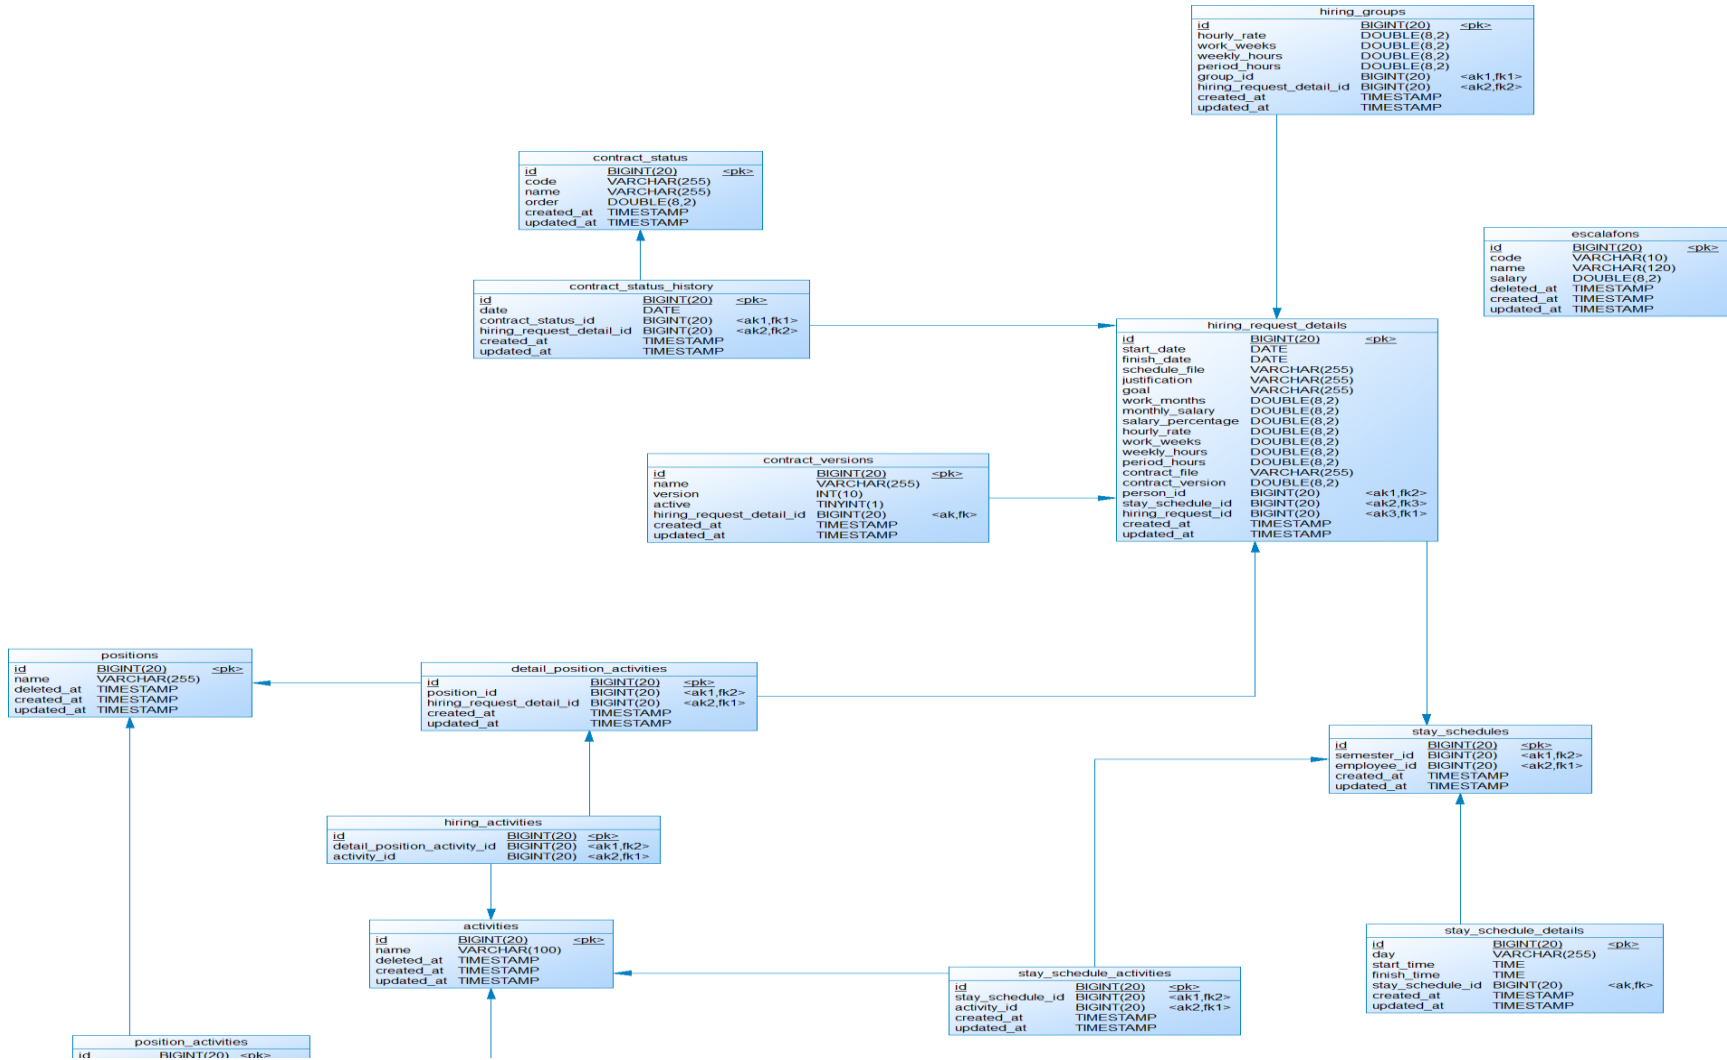 hiring_groups
id BIGINT(20) <pk>
hourly_rate DOUBLE(8,2)
work_weeks DOUBLE(8,2)
weekly_hours DOUBLE(8,2)
period_hours DOUBLE(8,2)
group_id BIGINT(20) <ak1,fk1>
hiring_request_detail_id BIGINT(20) <ak2,fk2>
created_at TIMESTAMP
updated_at TIMESTAMP
contract_status
id BIGINT(20) <pk>
code VARCHAR(255)
name VARCHAR(255)
order DOUBLE(8,2)
created_at TIMESTAMP
updated_at TIMESTAMP
escalafons
id BIGINT(20) <pk>
code VARCHAR(10)
name VARCHAR(120)
salary DOUBLE(8,2)
deleted_at TIMESTAMP
created_at TIMESTAMP
updated_at TIMESTAMP
contract_status_history
id BIGINT(20) <pk>
date DATE
contract_status_id BIGINT(20) <ak1,fk1>
hiring_request_detail_id BIGINT(20) <ak2,fk2>
created_at TIMESTAMP
updated_at TIMESTAMP
hiring_request_details
id BIGINT(20) <pk>
start_date DATE
finish_date DATE
schedule_file VARCHAR(255)
justification VARCHAR(255)
goal VARCHAR(255)
work_months DOUBLE(8,2)
monthly_salary DOUBLE(8,2)
salary_percentage DOUBLE(8,2)
hourly_rate DOUBLE(8,2)
work_weeks DOUBLE(8,2)
weekly_hours DOUBLE(8,2)
period_hours DOUBLE(8,2)
contract_file VARCHAR(255)
contract_version DOUBLE(8,2)
person_id BIGINT(20) <ak1,fk2>
stay_schedule_id BIGINT(20) <ak2,fk3>
hiring_request_id BIGINT(20) <ak3,fk1>
created_at TIMESTAMP
updated_at TIMESTAMP
contract_versions
id BIGINT(20) <pk>
name VARCHAR(255)
version INT(10)
active TINYINT(1)
hiring_request_detail_id BIGINT(20) <ak,fk>
created_at TIMESTAMP
updated_at TIMESTAMP
positions
id BIGINT(20) <pk>
name VARCHAR(255)
deleted_at TIMESTAMP
created_at TIMESTAMP
updated_at TIMESTAMP
detail_position_activities
id BIGINT(20) <pk>
position_id BIGINT(20) <ak1,fk2>
hiring_request_detail_id BIGINT(20) <ak2,fk1>
created_at TIMESTAMP
updated_at TIMESTAMP
stay_schedules
id BIGINT(20) <pk>
semester_id BIGINT(20) <ak1,fk2>
employee_id BIGINT(20) <ak2,fk1>
created_at TIMESTAMP
updated_at TIMESTAMP
hiring_activities
id BIGINT(20) <pk>
detail_position_activity_id BIGINT(20) <ak1,fk2>
activity_id BIGINT(20) <ak2,fk1>
activities
id BIGINT(20) <pk>
name VARCHAR(100)
deleted_at TIMESTAMP
created_at TIMESTAMP
updated_at TIMESTAMP
stay_schedule_details
id BIGINT(20) <pk>
day VARCHAR(255)
start_time TIME
finish_time TIME
stay_schedule_id BIGINT(20) <ak,fk>
created_at TIMESTAMP
updated_at TIMESTAMP
stay_schedule_activities
id BIGINT(20) <pk>
stay_schedule_id BIGINT(20) <ak1,fk2>
activity_id BIGINT(20) <ak2,fk1>
created_at TIMESTAMP
updated_at TIMESTAMP
position_activities
id BIGINT(20) <pk>